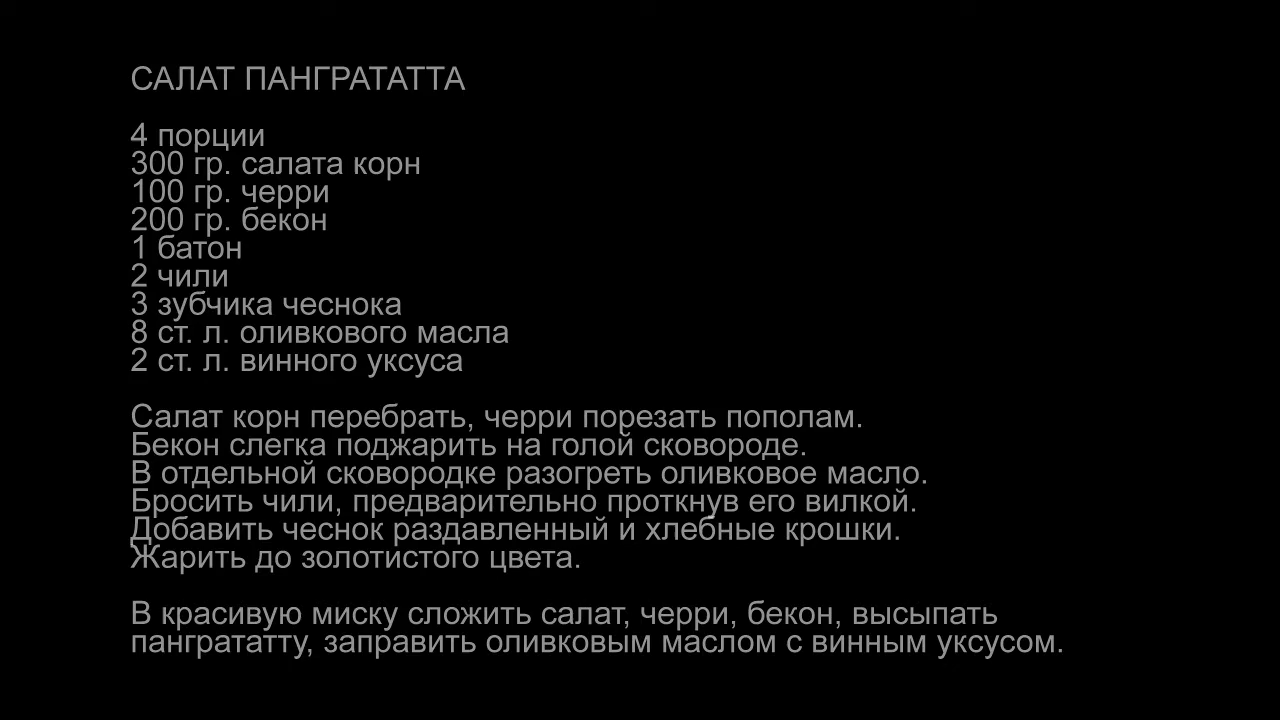 САЛАТ ПАНГРАТАТТА
4 порции
300 гр. салата корн
100 гр. черри
200 гр. бекон
1 батон
2 чили
3 зубчика чеснока
8 ст. л. оливкового масла
2 ст. л. винного уксуса
Салат корн перебрать, черри порезать пополам.
Бекон слегка поджарить на голой сковороде.
В отдельной сковородке разогреть оливковое масло.
Бросить чили, предварительно проткнув его вилкой.
Добавить чеснок раздавленный и хлебные крошки.
Жарить до золотистого цвета.
В красивую миску сложить салат, черри, бекон, высыпать
пангрататту, заправить оливковым маслом с винным уксусом.